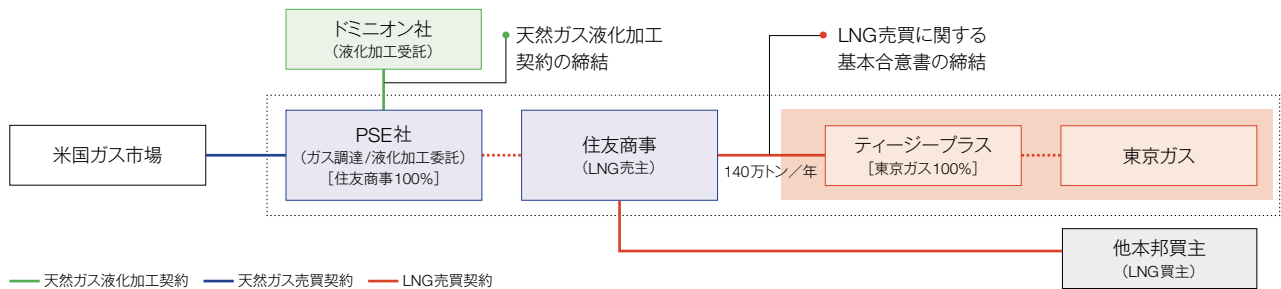 ドミニオン社
（液化加工受託）
天然ガス液化加工
契約の締結
LNG売買に関する
基本合意書の締結
米国ガス市場
PSE社
（ガス調達/液化加工委託）
［住友商事100%］
住友商事
（LNG売主）
140万トン／年
ティージープラス
［東京ガス100%］
東京ガス
他本邦買主
（LNG買主）
天然ガス液化加工契約
天然ガス売買契約
LNG売買契約